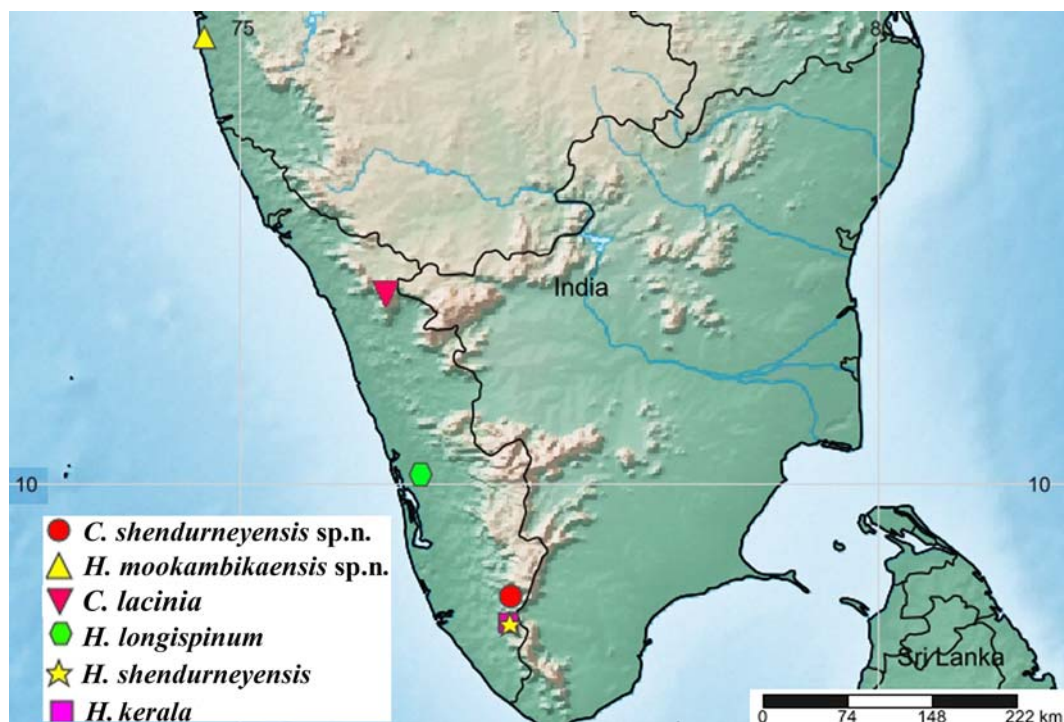 75
80
India
10
10
C. shendurneyensis sp.n.
H. mookambikaensis sp.n.
C. lacinia
H. longispinum
H. shendurneyensis
H. kerala
Sri Lanka
0 74 148 222 km